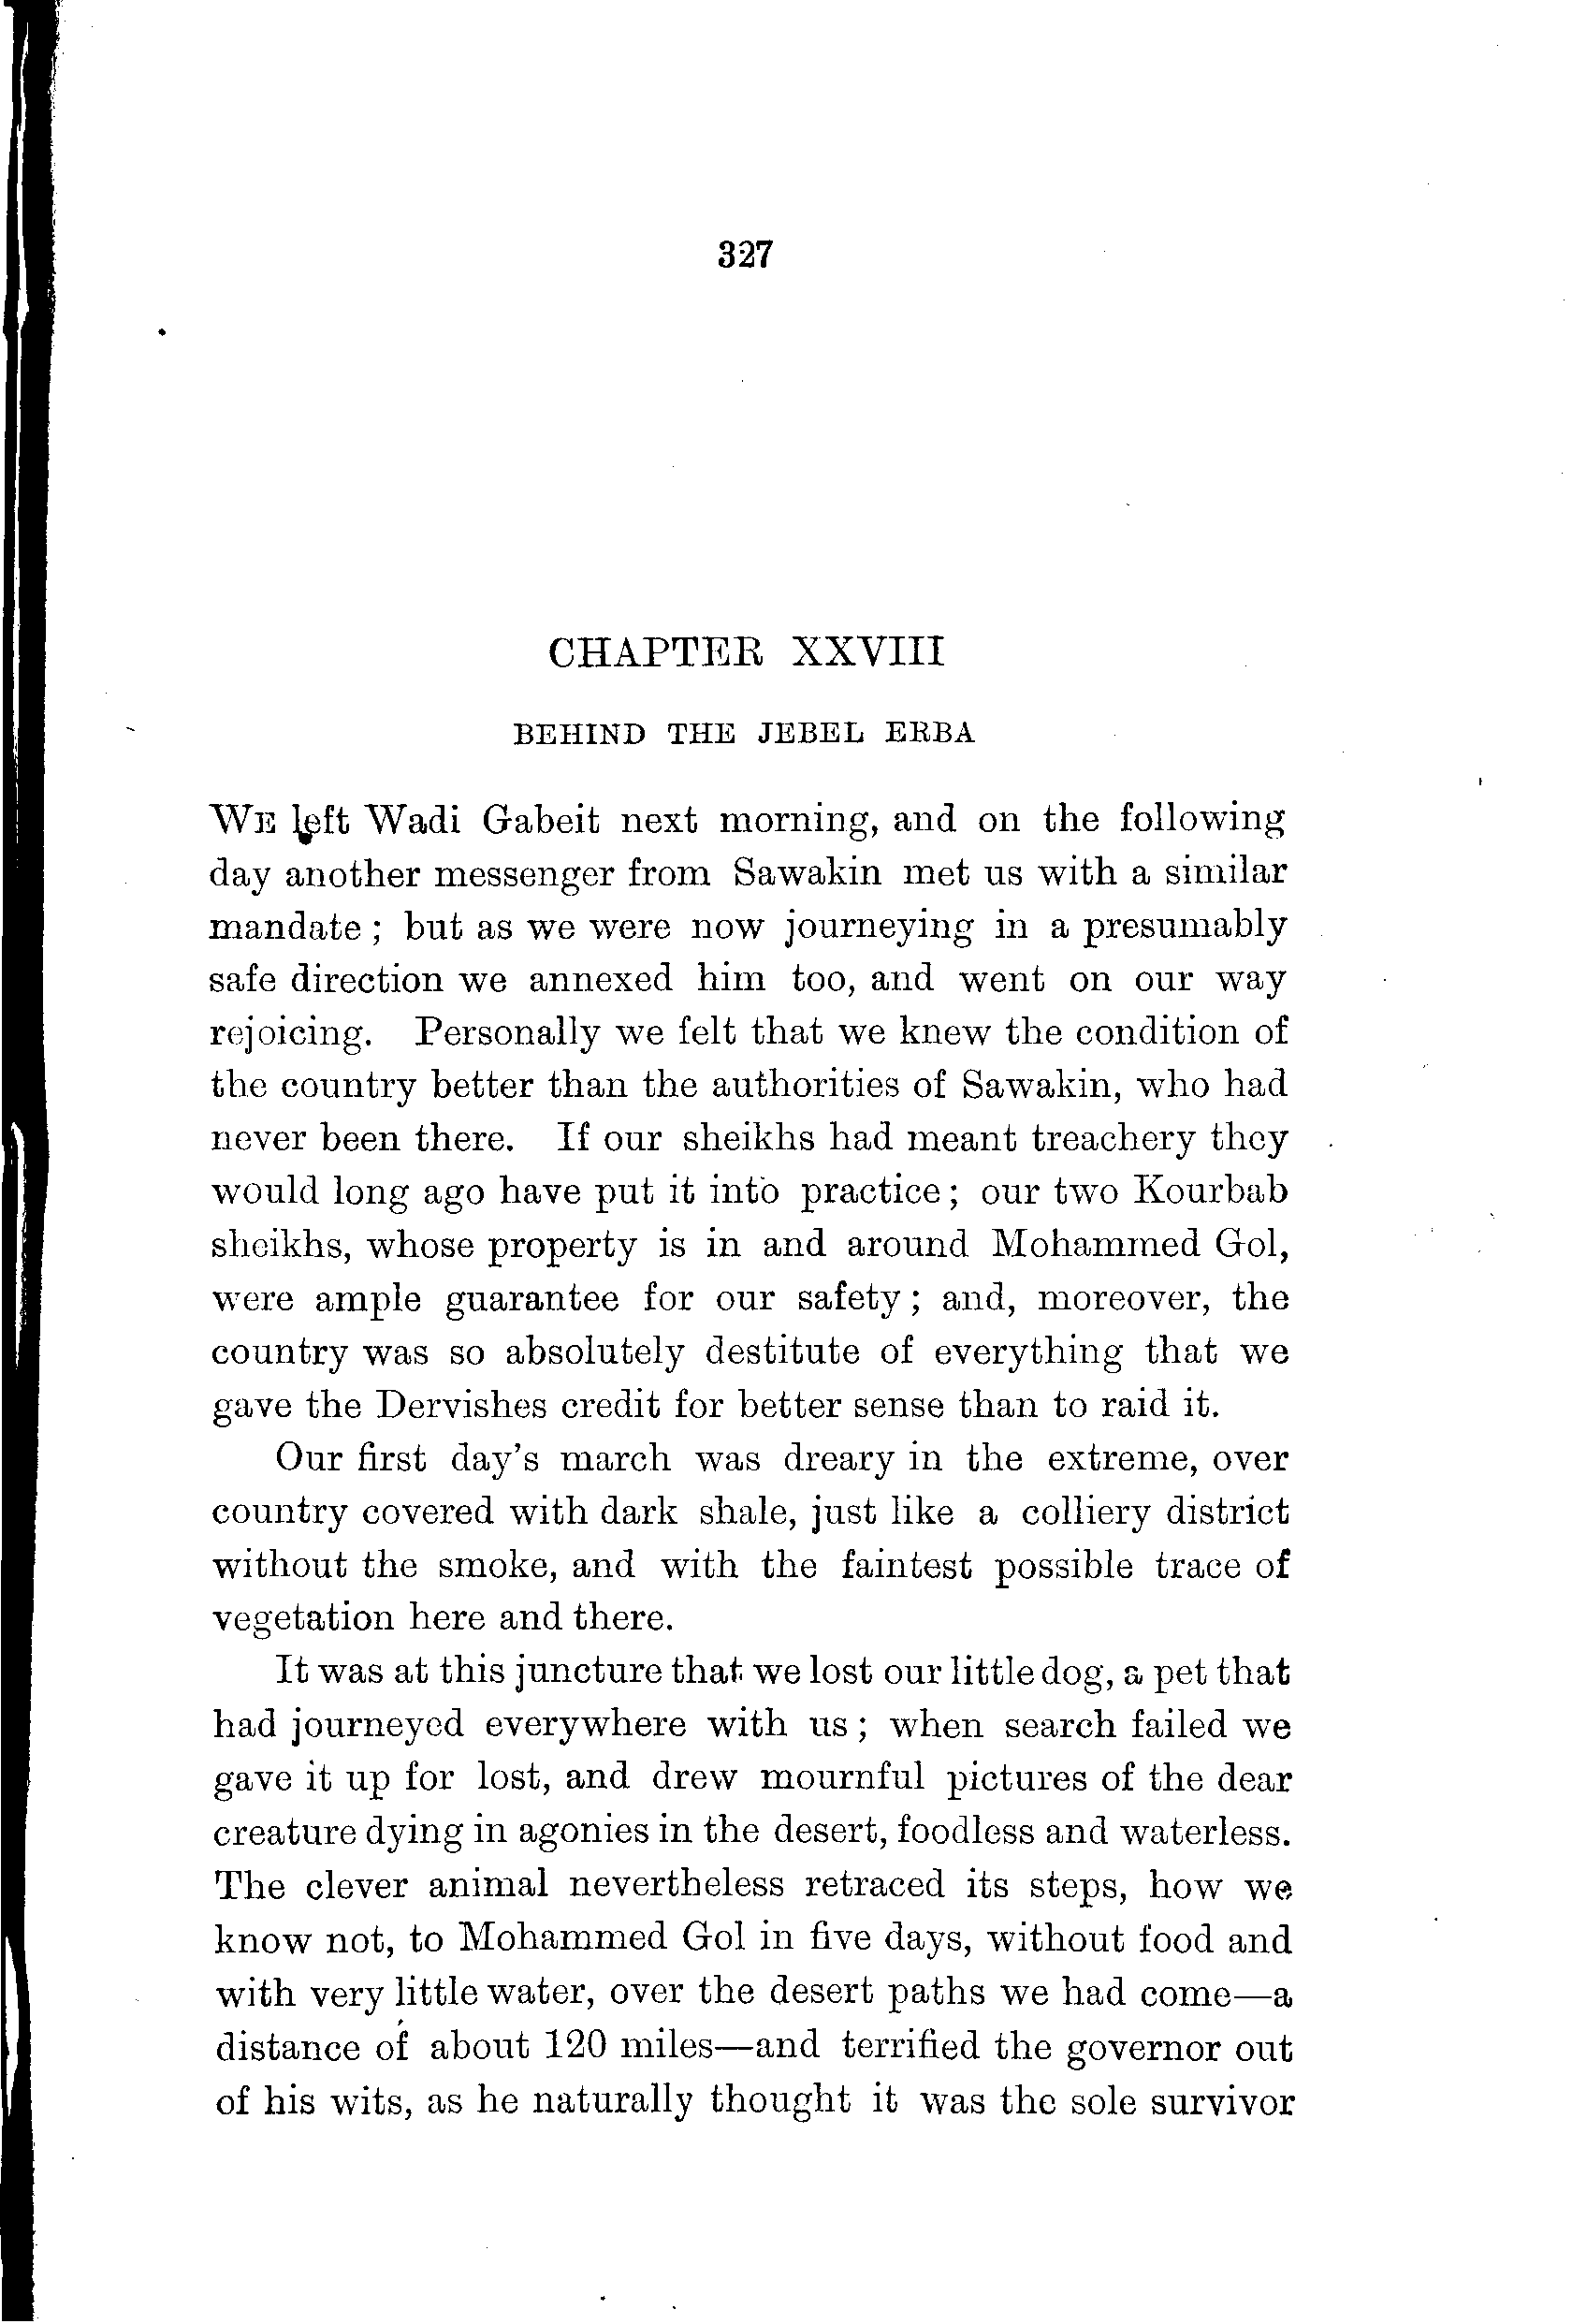 327
CHAPTER XXVIII
BEHIND THE JEBEL ERBA
WE left Wadi Gabeit next morning, and on the following
day another messenger from Sawakin met us with a similar
mandate ; but as we were now journeying in a presumably
safe direction we annexed him too, and went on our way
rejoicing. Personally we felt that we knew the condition of
the country better than the authorities of Sawakin, who had
never been there. If our sheikhs had meant treachery they
would long ago have put it into practice ; our two Kourbab
sheikhs, whose property is in and around Mohammed Gol,
were ample guarantee for our safety ; and, moreover, the
country was so absolutely destitute of everything that we
gave the Dervishes credit for better sense than to raid it.
Our first day's march was dreary in the extreme, over
country covered with dark shale, just like a colliery district
without the smoke, and with the faintest possible trace of
vegetation here and there.
It was at this juncture that we lost our little dog, a pet that
had journeyed everywhere with us ; when search failed we
gave it up for lost, and drew mournful pictures of the dear
creature dying in agonies in the desert, foodless and waterless.
The clever animal nevertheless retraced its steps, how we
know not, to Mohammed Gol in five days, without food and
with very little water, over the desert paths we had come—a
distance of about 120 miles—and terrified the governor out
of his wits, as he naturally thought it was the sole survivor